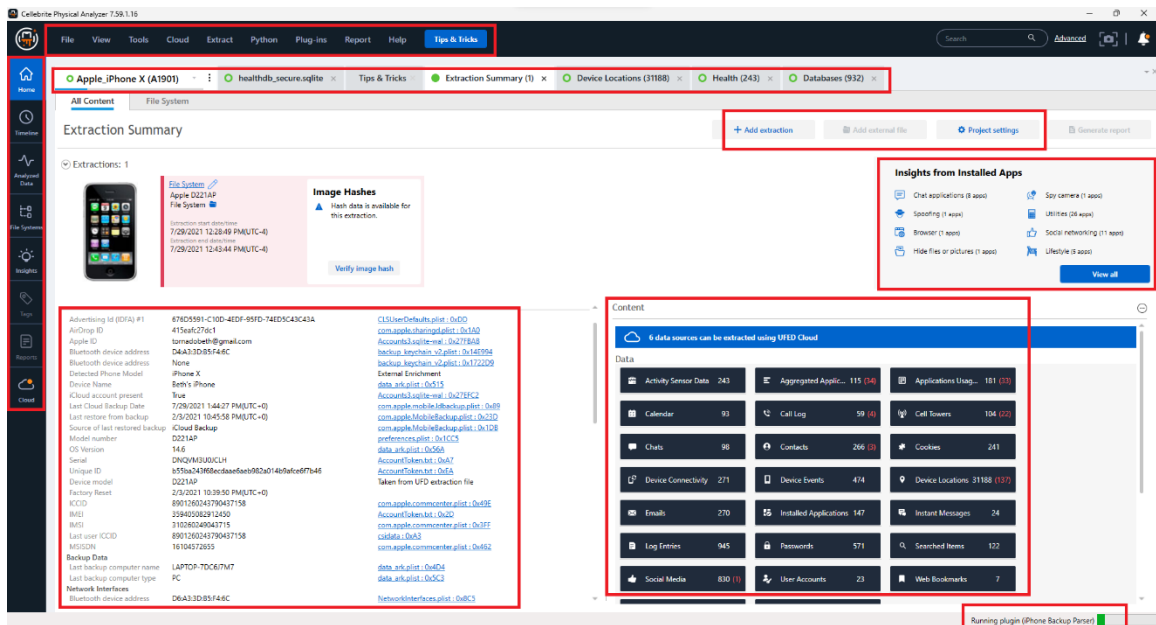 Cellebrite Physical Analyzer 7.59.1.16
File View Tools Cloud Extract Python Plug-ins Report Help Tips & Tricks
Search Advanced
Home
Timeline
Analyzed Data
File Systems
Insights
Tags
Reports
Cloud
Apple_iPhone X (A1901) healthdb_secure.sqlite Tips & Tricks Extraction Summary (1) Device Locations (31188) Health (243) Databases (932)
All Content File System
Extraction Summary
+ Add extraction Add external file Project settings Generate report
Extractions: 1
File System
Apple D221AP
File System
Extraction start date/time
7/29/2021 12:28:49 PM(UTC-4)
Extraction end date/time
7/29/2021 12:43:44 PM(UTC-4)
Image Hashes
Hash data is available for
this extraction.
Verify image hash
Insights from Installed Apps
Chat applications (8 apps) Spy camera (1 apps)
Spoofing (1 apps) Utilities (26 apps)
Browser (1 apps) Social networking (11 apps)
Hide files or pictures (1 apps) Lifestyle (5 apps)
View all
Advertising Id (IDFA) #1 676D5591-C10D-4EDF-95FD-74ED5C43C43A CLSUserDefaults.plist : 0xDD
AirDrop ID 415eafc27dc1 com.apple.sharingd.plist : 0x1A0
Apple ID tornadobeth@gmail.com Accounts3.sqlite-wal : 0x27FBA8
Bluetooth device address D4:A3:3D:B5:F4:6C backup_keychain_v2.plist : 0x14E994
Bluetooth device address None backup_keychain_v2.plist : 0x1722D9
Detected Phone Model iPhone X External Enrichment
Device Name Beth's iPhone data_ark.plist : 0x515
iCloud account present True Accounts3.sqlite-wal : 0x27EFC2
Last Cloud Backup Date 7/29/2021 1:44:27 PM(UTC+0) com.apple.mobile.ldbackup.plist : 0x89
Last restore from backup 2/3/2021 10:45:58 PM(UTC+0) com.apple.MobileBackup.plist : 0x23D
Source of last restored backup iCloud Backup com.apple.MobileBackup.plist : 0x1DB
Model number D221AP preferences.plist : 0x1CC5
OS Version 14.6 data_ark.plist : 0x56A
Serial DNQVM3U0JCLH AccountToken.txt : 0xA7
Unique ID b55ba243f68ecdaae6aeb982a014b9afce6f7b46 AccountToken.txt : 0xEA
Device model D221AP Taken from UFD extraction file
Factory Reset 2/3/2021 10:39:50 PM(UTC+0)
ICCID 8901260243790437158 com.apple.commcenter.plist : 0x49E
IMEI 359405082912450 AccountToken.txt : 0x2D
IMSI 310260249043715 com.apple.commcenter.plist : 0x3FF
Last user ICCID 8901260243790437158 csidata : 0xA3
MSISDN 16104572655 com.apple.commcenter.plist : 0x462
Backup Data
Last backup computer name LAPTOP-7DC6J7M7 data_ark.plist : 0x4D4
Last backup computer type PC data_ark.plist : 0x5C3
Network Interfaces
Bluetooth device address D6:A3:3D:B5:F4:6C NetworkInterfaces.plist : 0xBC5
Content
6 data sources can be extracted using UFED Cloud
Data
Activity Sensor Data 243 Aggregated Applic... 115 (34) Applications Usag... 181 (33)
Calendar 93 Call Log 59 (4) Cell Towers 104 (22)
Chats 98 Contacts 266 (3) Cookies 241
Device Connectivity 271 Device Events 474 Device Locations 31188 (137)
Emails 270 Installed Applications 147 Instant Messages 24
Log Entries 945 Passwords 571 Searched Items 122
Social Media 830 (1) User Accounts 23 Web Bookmarks 7
Running plugin (iPhone Backup Parser)